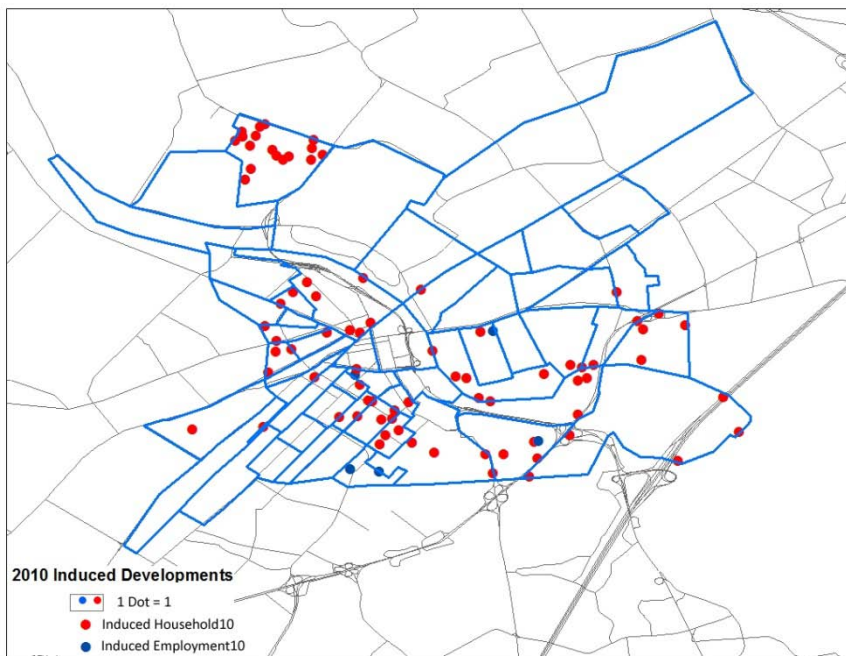 2010 Induced Developments
1 Dot = 1
Induced Household10
Induced Employment10